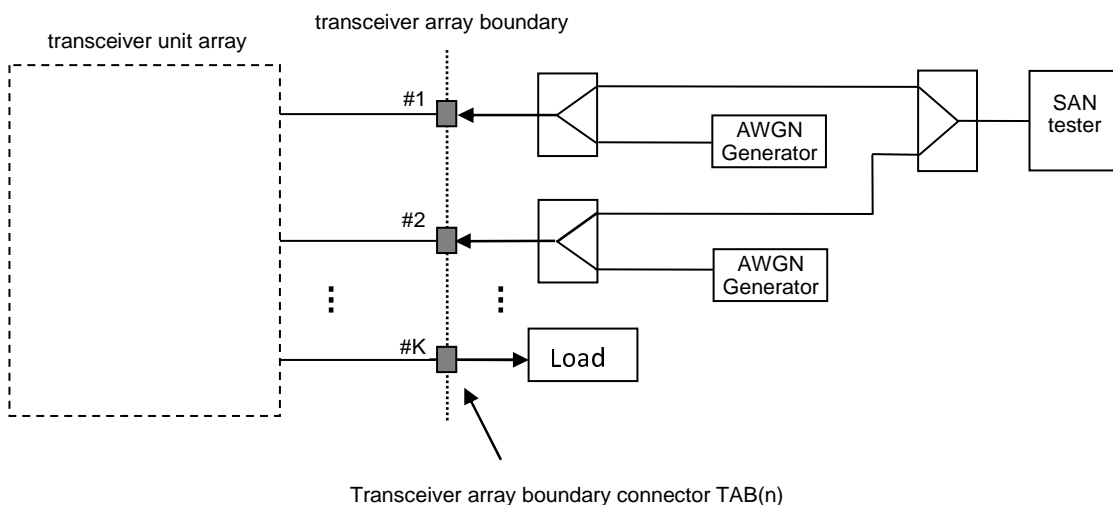 transceiver array boundary
transceiver unit array
#1
SAN
tester
AWGN
Generator
#2
AWGN
Generator
#K
Load
Transceiver array boundary connector TAB(n)